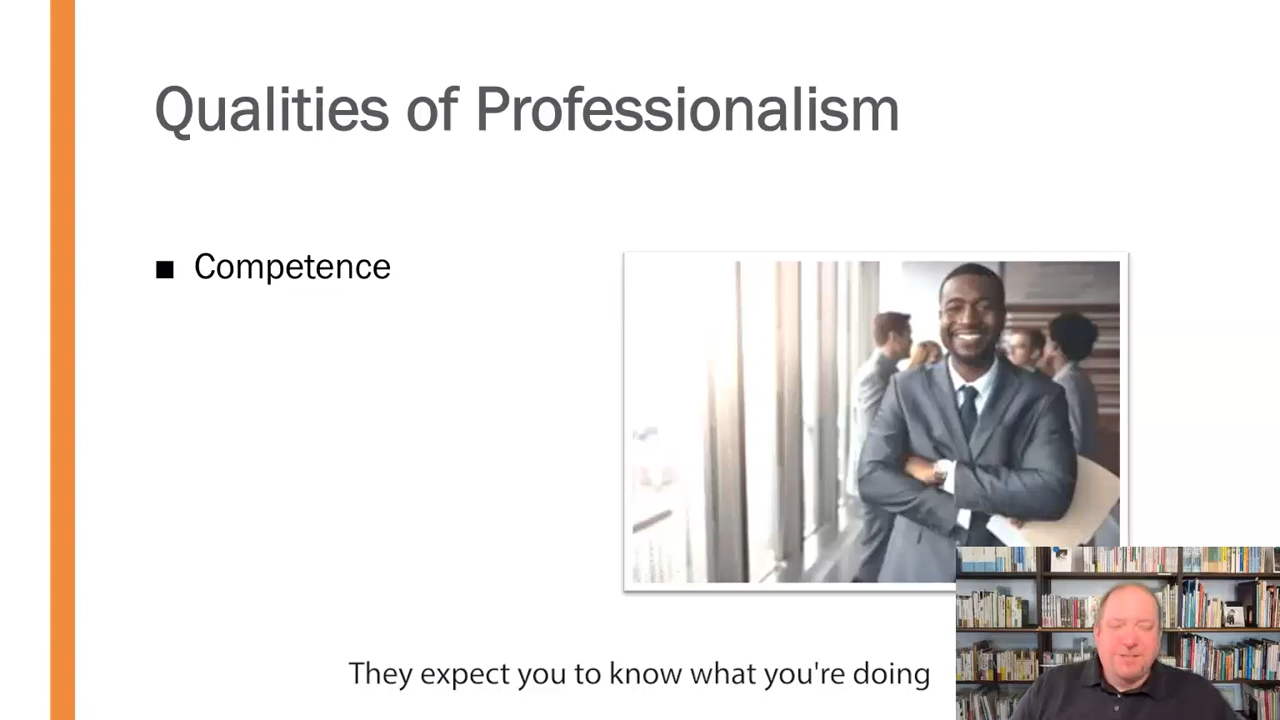 Qualities of Professionalism
■ Competence
They expect you to know what you're doing